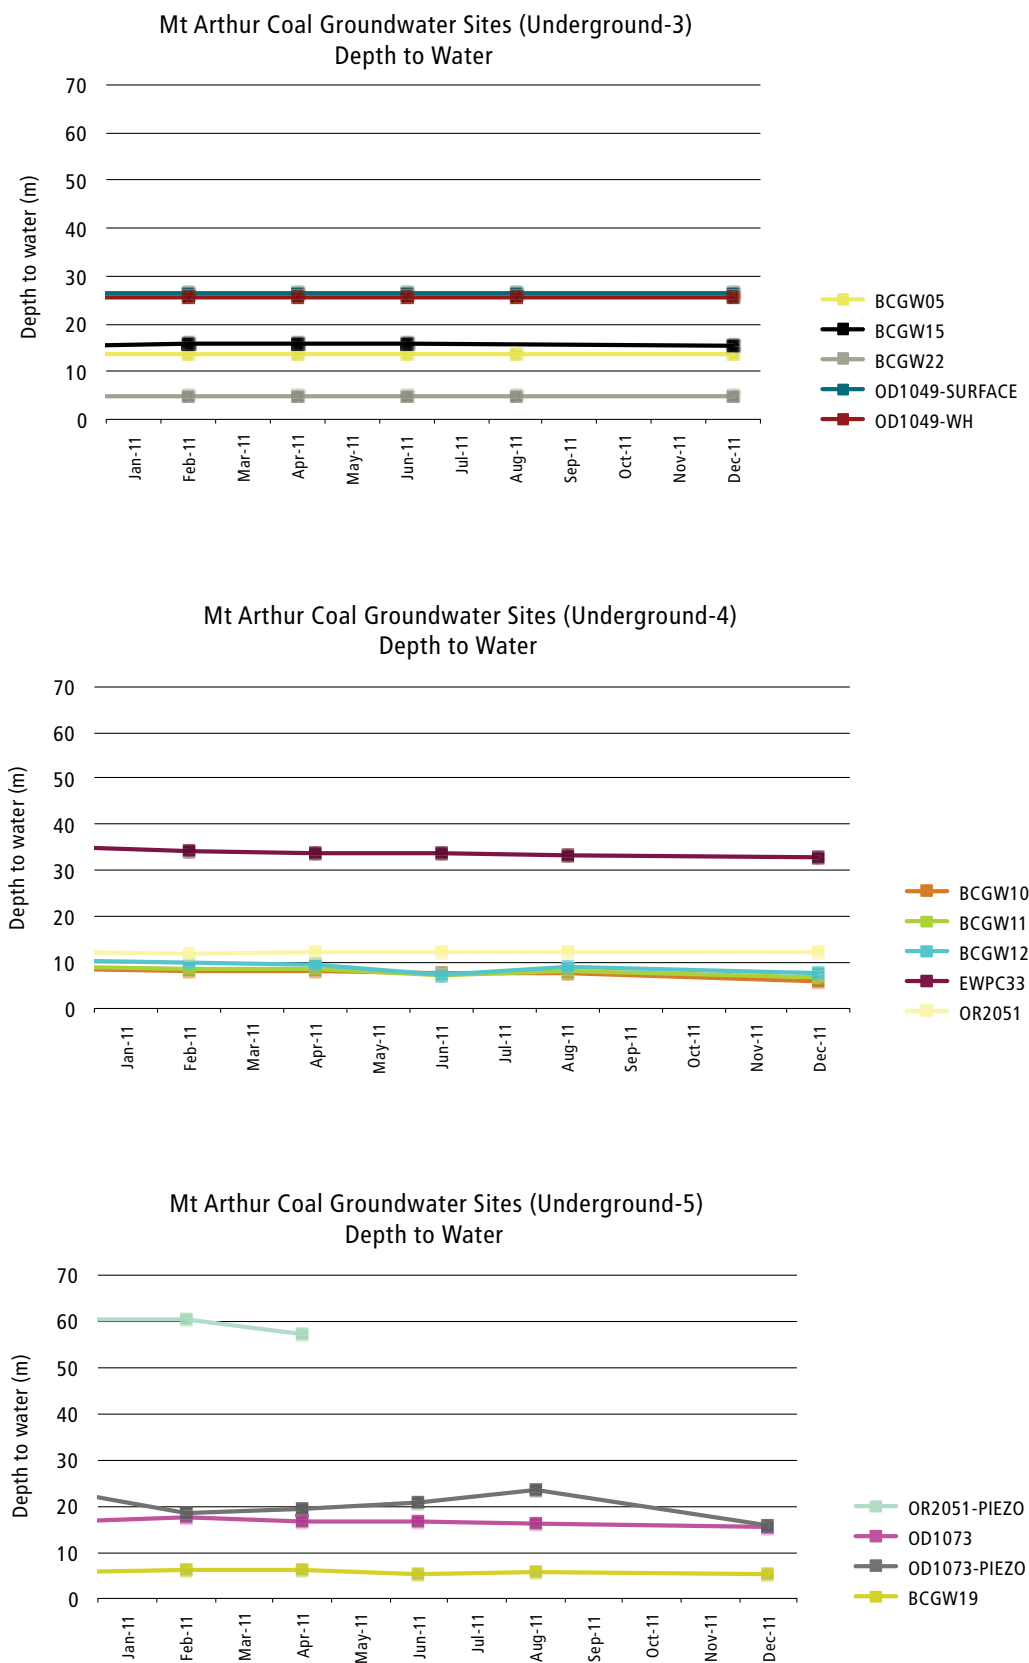 Mt Arthur Coal Groundwater Sites (Underground-3)
Depth to Water
Depth to water (m)
70
60
50
40
30
20
10
0
Jan-11
Feb-11
Mar-11
Apr-11
May-11
Jun-11
Jul-11
Aug-11
Sep-11
Oct-11
Nov-11
Dec-11
BCGW05
BCGW15
BCGW22
OD1049-SURFACE
OD1049-WH
Mt Arthur Coal Groundwater Sites (Underground-4)
Depth to Water
Depth to water (m)
70
60
50
40
30
20
10
0
Jan-11
Feb-11
Mar-11
Apr-11
May-11
Jun-11
Jul-11
Aug-11
Sep-11
Oct-11
Nov-11
Dec-11
BCGW10
BCGW11
BCGW12
EWPC33
OR2051
Mt Arthur Coal Groundwater Sites (Underground-5)
Depth to Water
Depth to water (m)
70
60
50
40
30
20
10
0
Jan-11
Feb-11
Mar-11
Apr-11
May-11
Jun-11
Jul-11
Aug-11
Sep-11
Oct-11
Nov-11
Dec-11
OR2051-PIEZO
OD1073
OD1073-PIEZO
BCGW19